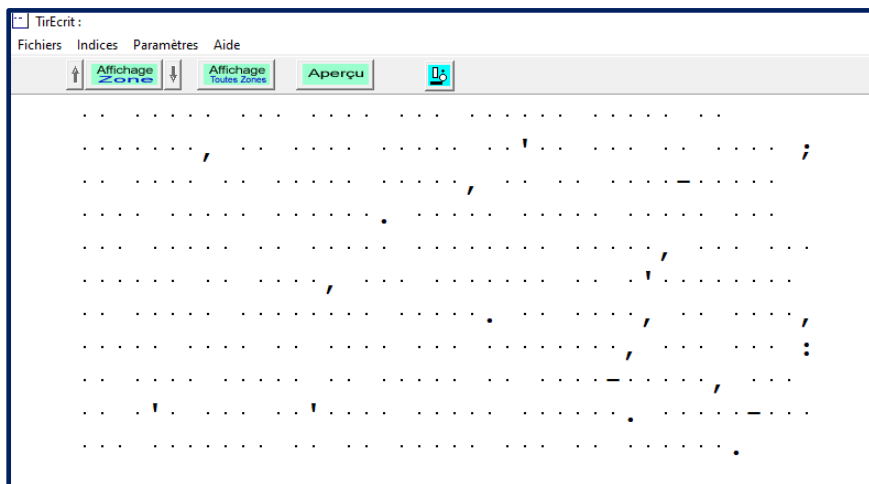 TirEcrit :
Fichiers Indices Paramètres Aide
Affichage Zone
Affichage Toutes Zones
Aperçu